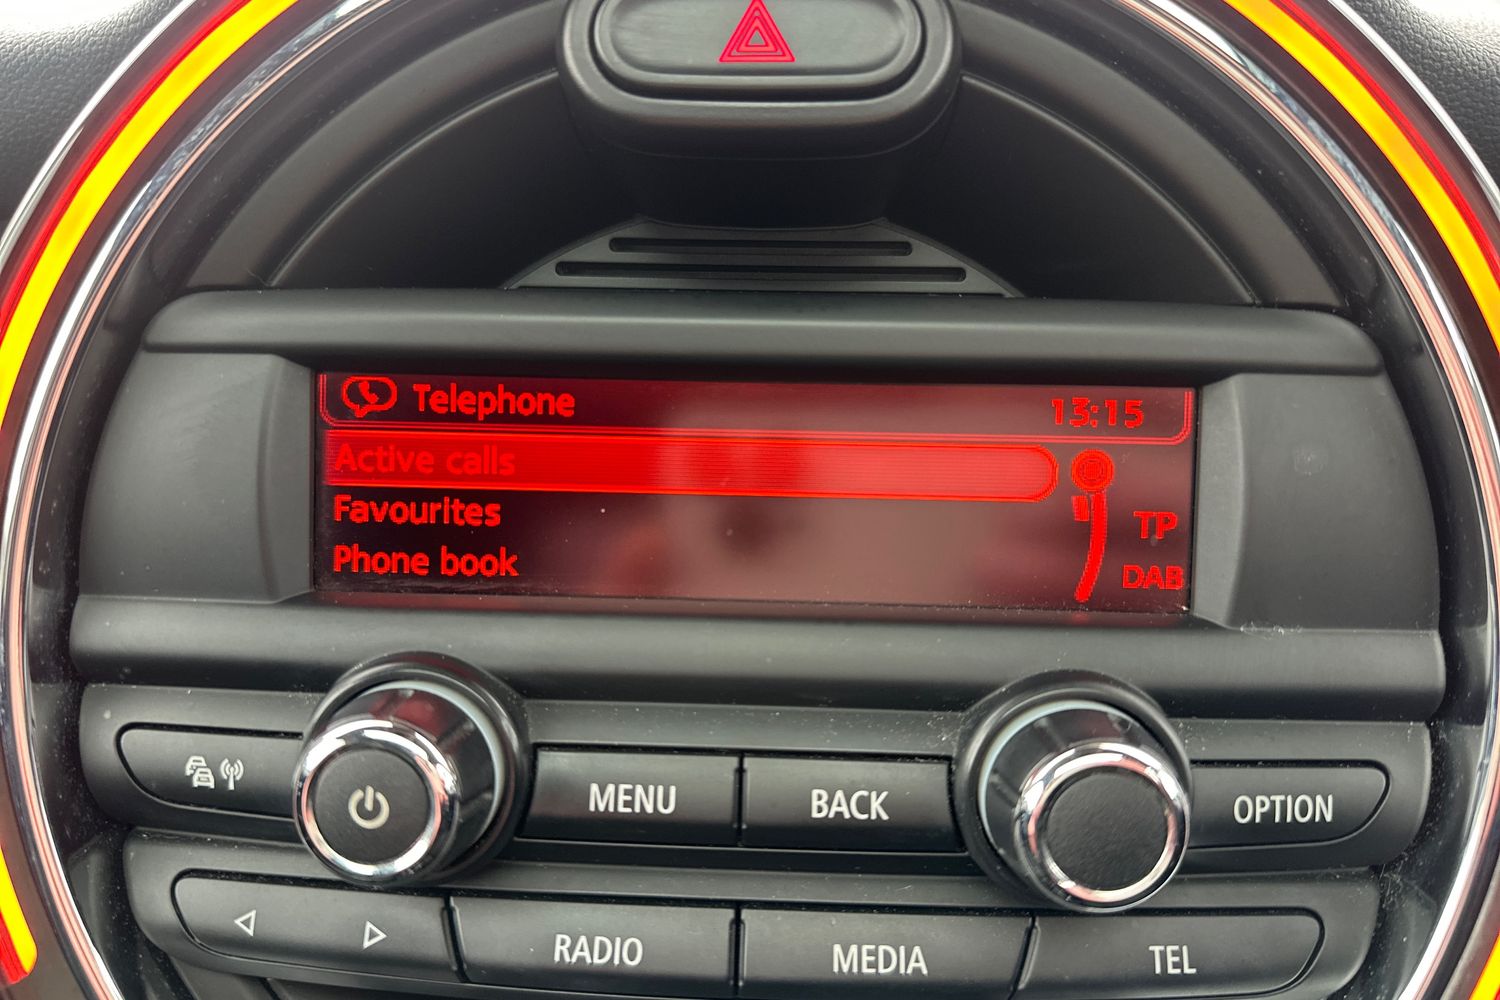 Telephone 13:15
Active calls
Favourites
TP
Phone book
DAB
MENU BACK OPTION
RADIO MEDIA TEL